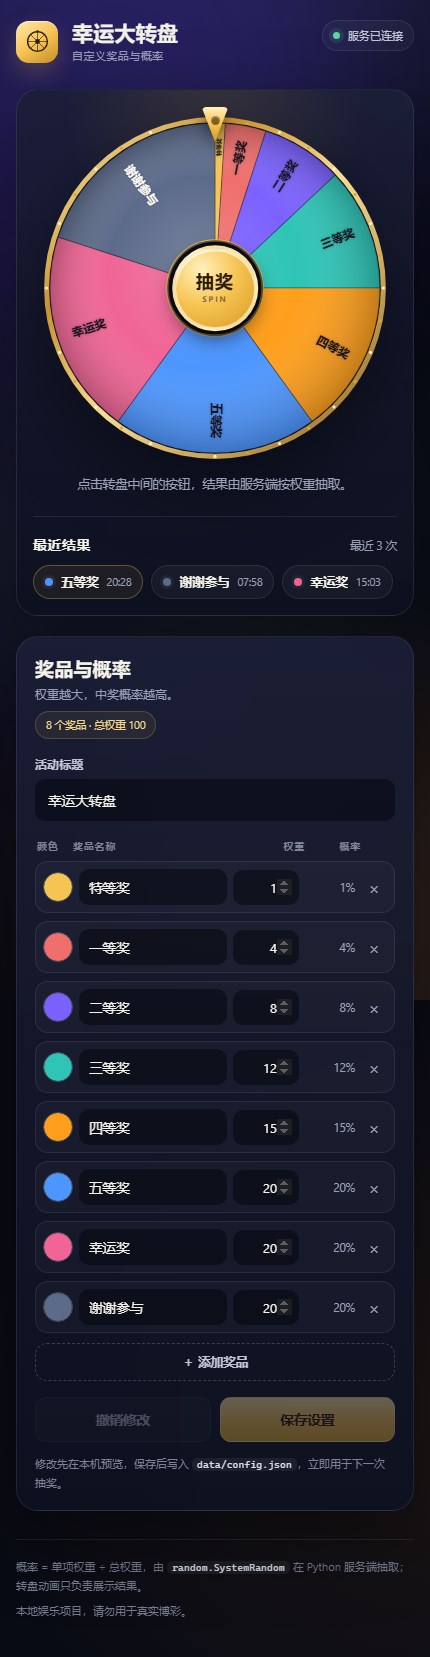 幸运大转盘
自定义奖品与概率
服务已连接
特等奖
一等奖
二等奖
三等奖
四等奖
五等奖
幸运奖
谢谢参与
抽奖
SPIN
点击转盘中间的按钮，结果由服务端按权重抽取。
最近结果
最近 3 次
五等奖 20:28
谢谢参与 07:58
幸运奖 15:03
奖品与概率
权重越大，中奖概率越高。
8 个奖品 · 总权重 100
活动标题
幸运大转盘
颜色 奖品名称 权重 概率
特等奖 1 1% ×
一等奖 4 4% ×
二等奖 8 8% ×
三等奖 12 12% ×
四等奖 15 15% ×
五等奖 20 20% ×
幸运奖 20 20% ×
谢谢参与 20 20% ×
+ 添加奖品
撤销修改
保存设置
修改先在本机预览，保存后写入 data/config.json，立即用于下一次
抽奖。
概率 = 单项权重 ÷ 总权重，由 random.SystemRandom 在 Python 服务端抽取；
转盘动画只负责展示结果。
本地娱乐项目，请勿用于真实博彩。